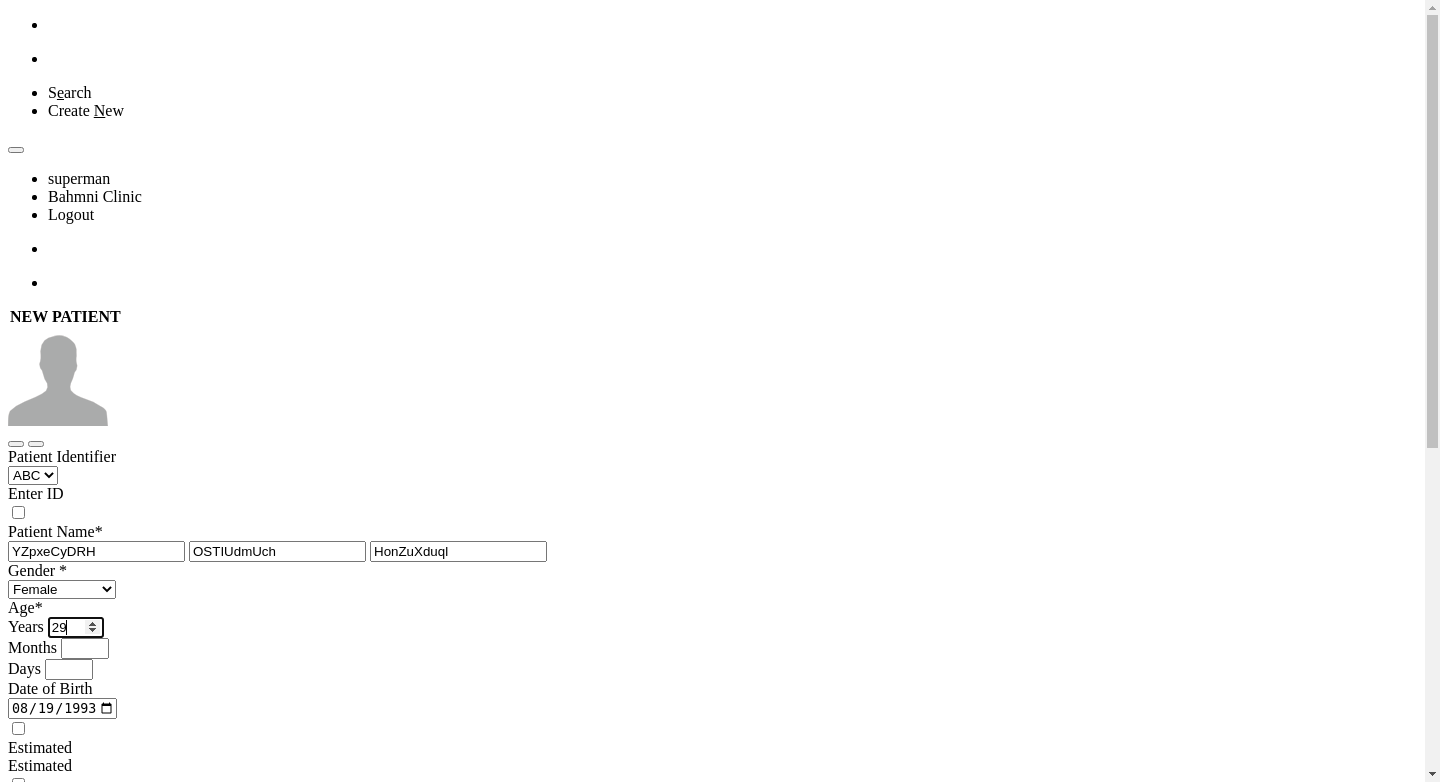 Search
Create New
superman
Bahmni Clinic
Logout
NEW PATIENT
Patient Identifier
ABC
Enter ID
Patient Name*
YZpxeCyDRH OSTIUdmUch HonZuXduql
Gender *
Female
Age*
Years 29
Months
Days
Date of Birth
08/19/1993
Estimated
Estimated